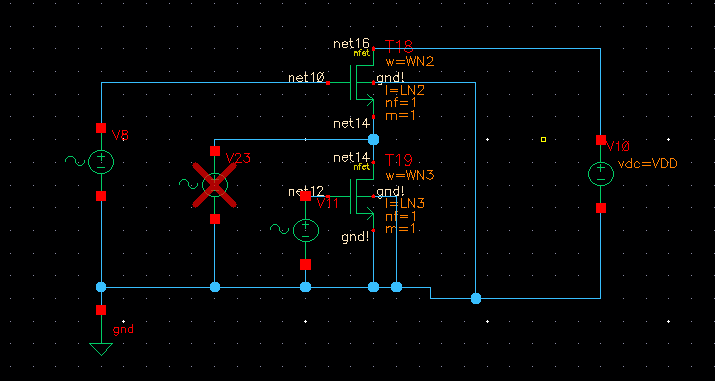 net16
T18
nfet
w=WN2
net10
gnd!
l=LN2
nf=1
m=1
net14
V8
V23
net14
T19
nfet
w=WN3
V10
vdc=VDD
net12
gnd!
V11
l=LN3
nf=1
m=1
gnd!
gnd